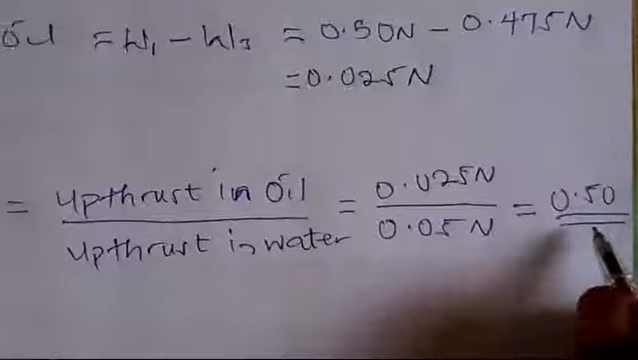 Oil = W₁ - W₃ = 0.50N - 0.475N
= 0.025N
= Upthrust in Oil / Upthrust in water = 0.025N / 0.05N = 0.50